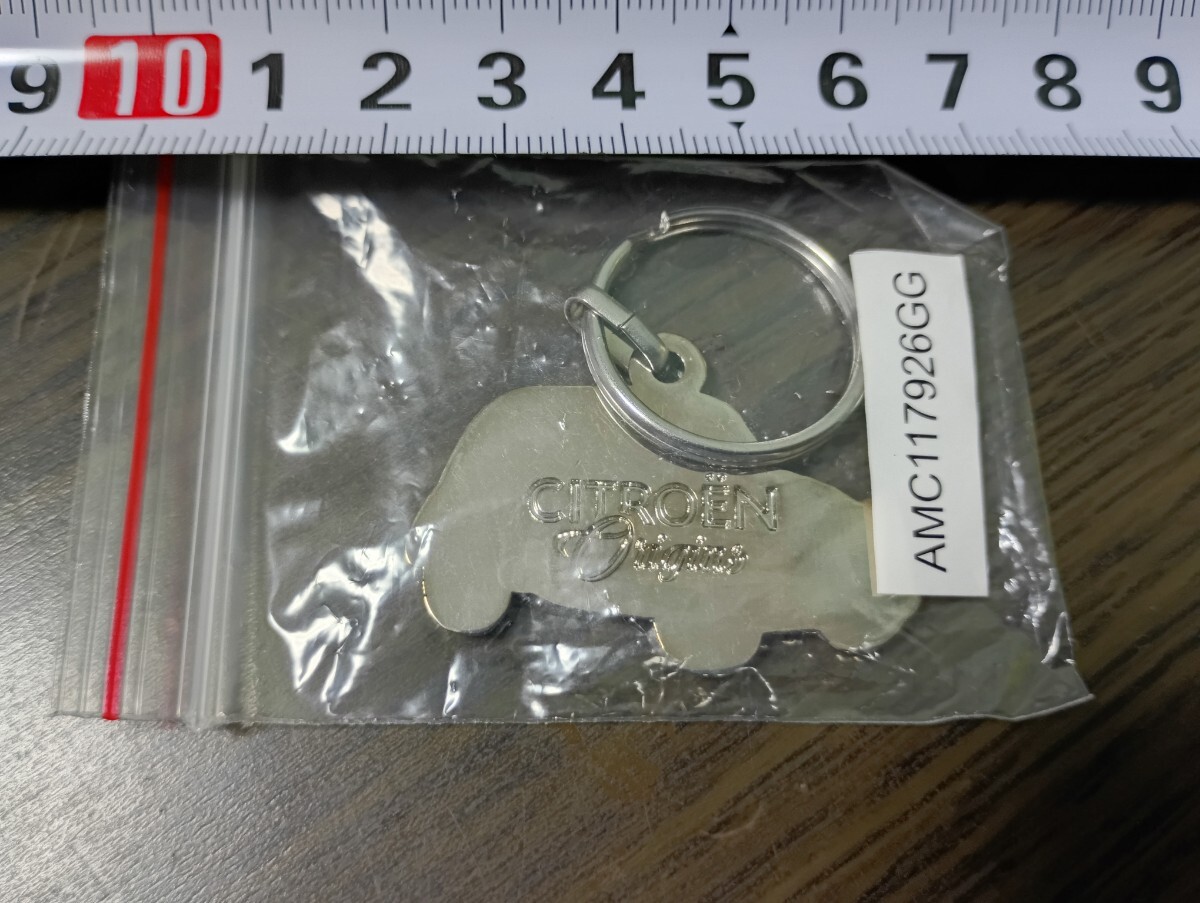 9 10 1 2 3 4 5 6 7 8 9
CITROËN
Origins
AMC117926GG